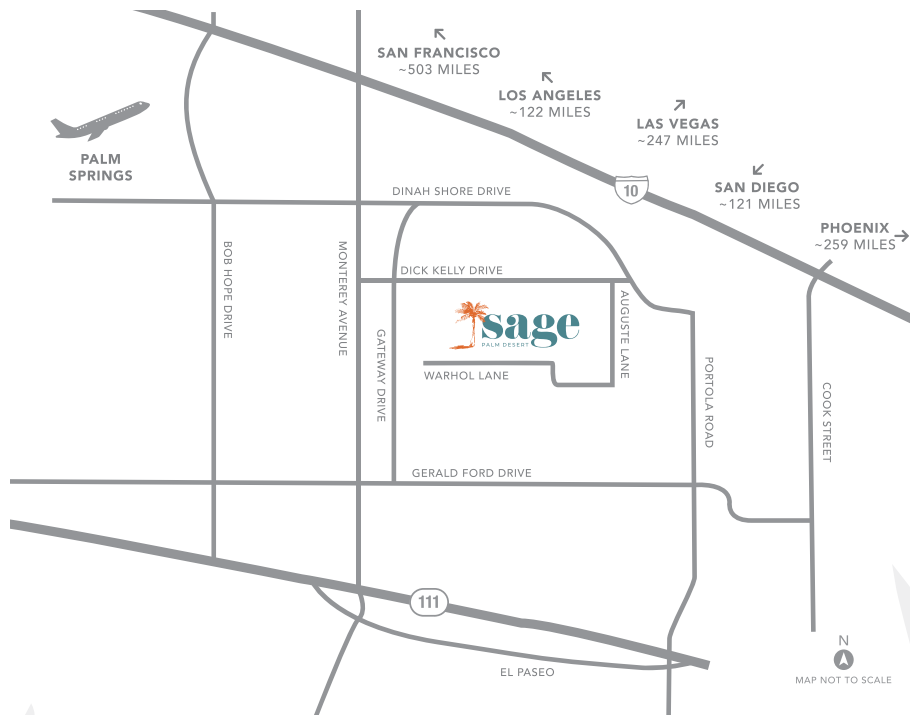 SAN FRANCISCO
~503 MILES
LOS ANGELES
~122 MILES
LAS VEGAS
~247 MILES
PALM
SPRINGS
SAN DIEGO
~121 MILES
10
DINAH SHORE DRIVE
PHOENIX
~259 MILES
BOB HOPE DRIVE
MONTEREY AVENUE
DICK KELLY DRIVE
sage
PALM DESERT
AUGUSTE LANE
GATEWAY DRIVE
WARHOL LANE
PORTOLA ROAD
COOK STREET
GERALD FORD DRIVE
111
EL PASEO
N
MAP NOT TO SCALE